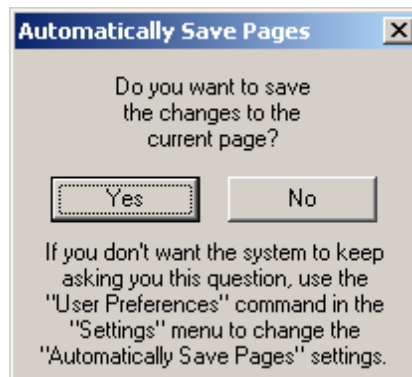 Automatically Save Pages
Do you want to save
the changes to the
current page?
Yes
No
If you don't want the system to keep
asking you this question, use the
"User Preferences" command in the
"Settings" menu to change the
"Automatically Save Pages" settings.